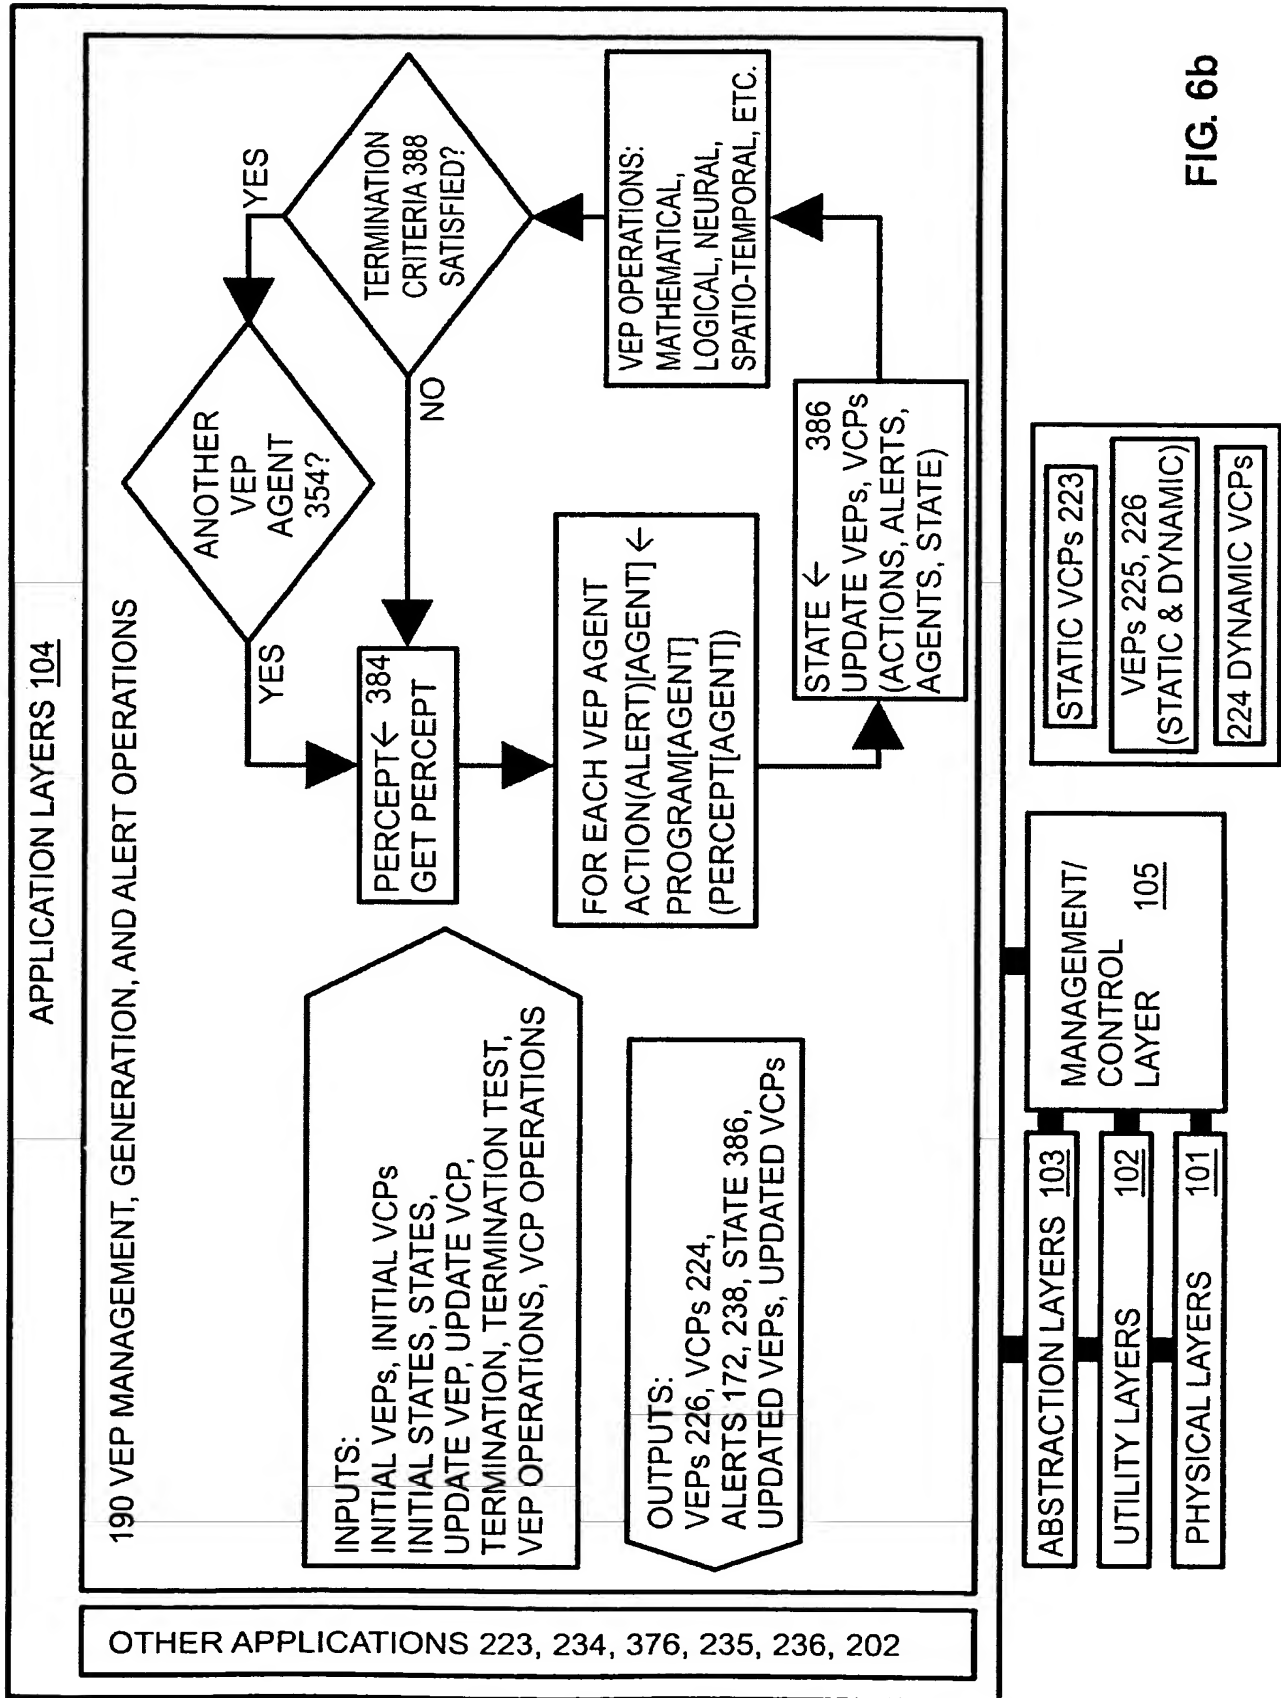 APPLICATION LAYERS 104
190 VEP MANAGEMENT, GENERATION, AND ALERT OPERATIONS
INPUTS:
INITIAL VEPs, INITIAL VCPs
INITIAL STATES, STATES,
UPDATE VEP, UPDATE VCP,
TERMINATION, TERMINATION TEST,
VEP OPERATIONS, VCP OPERATIONS
OUTPUTS:
VEPs 226, VCPs 224,
ALERTS 172, 238, STATE 386,
UPDATED VEPs, UPDATED VCPs
ANOTHER
VEP
AGENT
354?
YES
PERCEPT← 384
GET PERCEPT
FOR EACH VEP AGENT
ACTION(ALERT)[AGENT] ←
PROGRAM[AGENT]
(PERCEPT[AGENT])
STATE ← 386
UPDATE VEPs, VCPs
(ACTIONS, ALERTS,
AGENTS, STATE)
VEP OPERATIONS:
MATHEMATICAL,
LOGICAL, NEURAL,
SPATIO-TEMPORAL, ETC.
TERMINATION
CRITERIA 388
SATISFIED?
YES
NO
OTHER APPLICATIONS 223, 234, 376, 235, 236, 202
ABSTRACTION LAYERS 103
UTILITY LAYERS 102
PHYSICAL LAYERS 101
MANAGEMENT/
CONTROL
LAYER 105
STATIC VCPs 223
VEPs 225, 226
(STATIC & DYNAMIC)
224 DYNAMIC VCPs
FIG. 6b